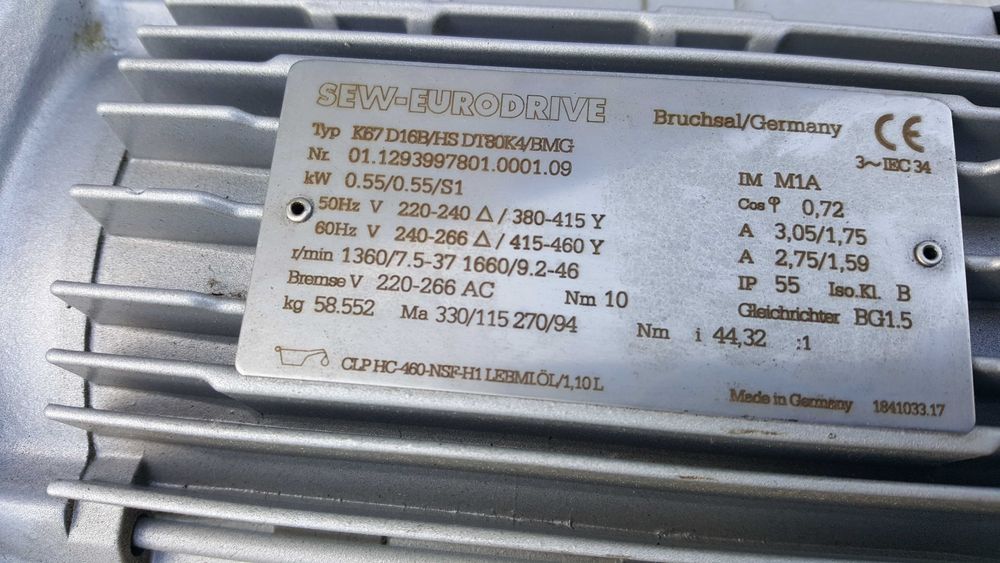 SEW-EURODRIVE Bruchsal/Germany CE
Typ K67 D16B/HS DT80K4/BMG 3~IEC 34
Nr. 01.1293997801.0001.09 IM M1A
kW 0.55/0.55/S1 Cos φ 0,72
50Hz V 220-240 Δ/380-415 Y A 3,05/1,75
60Hz V 240-266 Δ/415-460 Y A 2,75/1,59
r/min 1360/7.5-37 1660/9.2-46 IP 55 Iso.Kl. B
Bremse V 220-266 AC Nm 10 Gleichrichter BG1.5
kg 58.552 Ma 330/115 270/94 Nm i 44,32 :1
CLP HC-460-NSF-H1 LEBMI.ÖL/1,10 L
Made in Germany 1841033.17